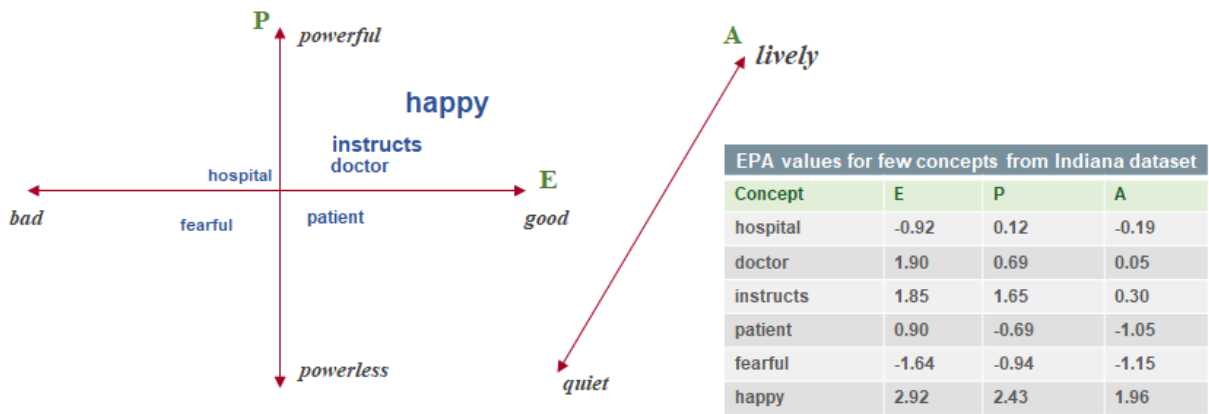 P
powerful
A
lively
happy
instructs
doctor
hospital
E
bad
good
fearful
patient
powerless
quiet
EPA values for few concepts from Indiana dataset
Concept E P A
hospital -0.92 0.12 -0.19
doctor 1.90 0.69 0.05
instructs 1.85 1.65 0.30
patient 0.90 -0.69 -1.05
fearful -1.64 -0.94 -1.15
happy 2.92 2.43 1.96